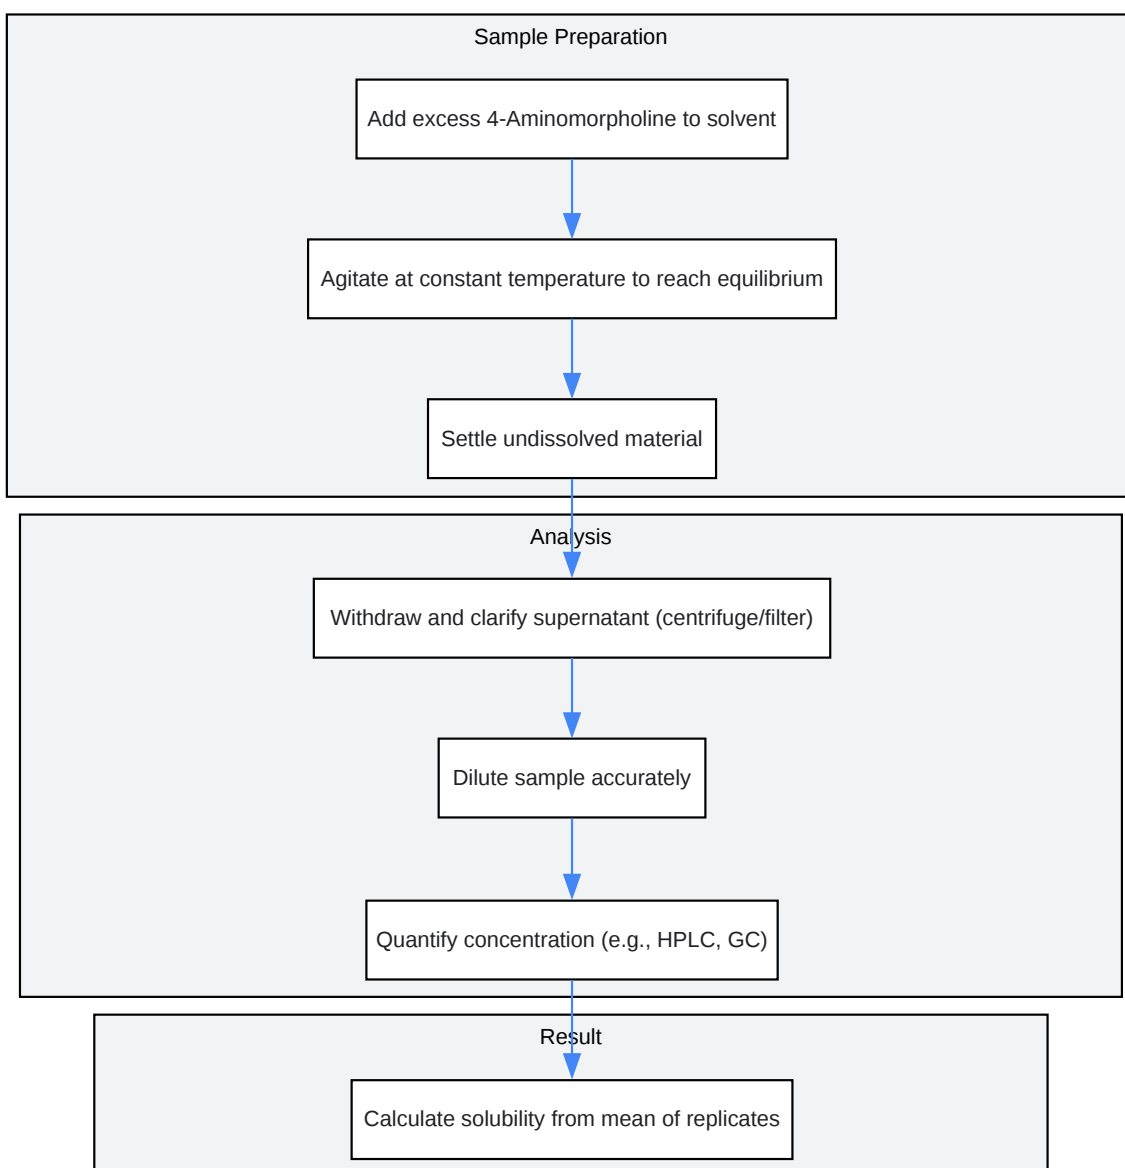 Sample Preparation
Add excess 4-Aminomorpholine to solvent
Agitate at constant temperature to reach equilibrium
Settle undissolved material
Analysis
Withdraw and clarify supernatant (centrifuge/filter)
Dilute sample accurately
Quantify concentration (e.g., HPLC, GC)
Result
Calculate solubility from mean of replicates